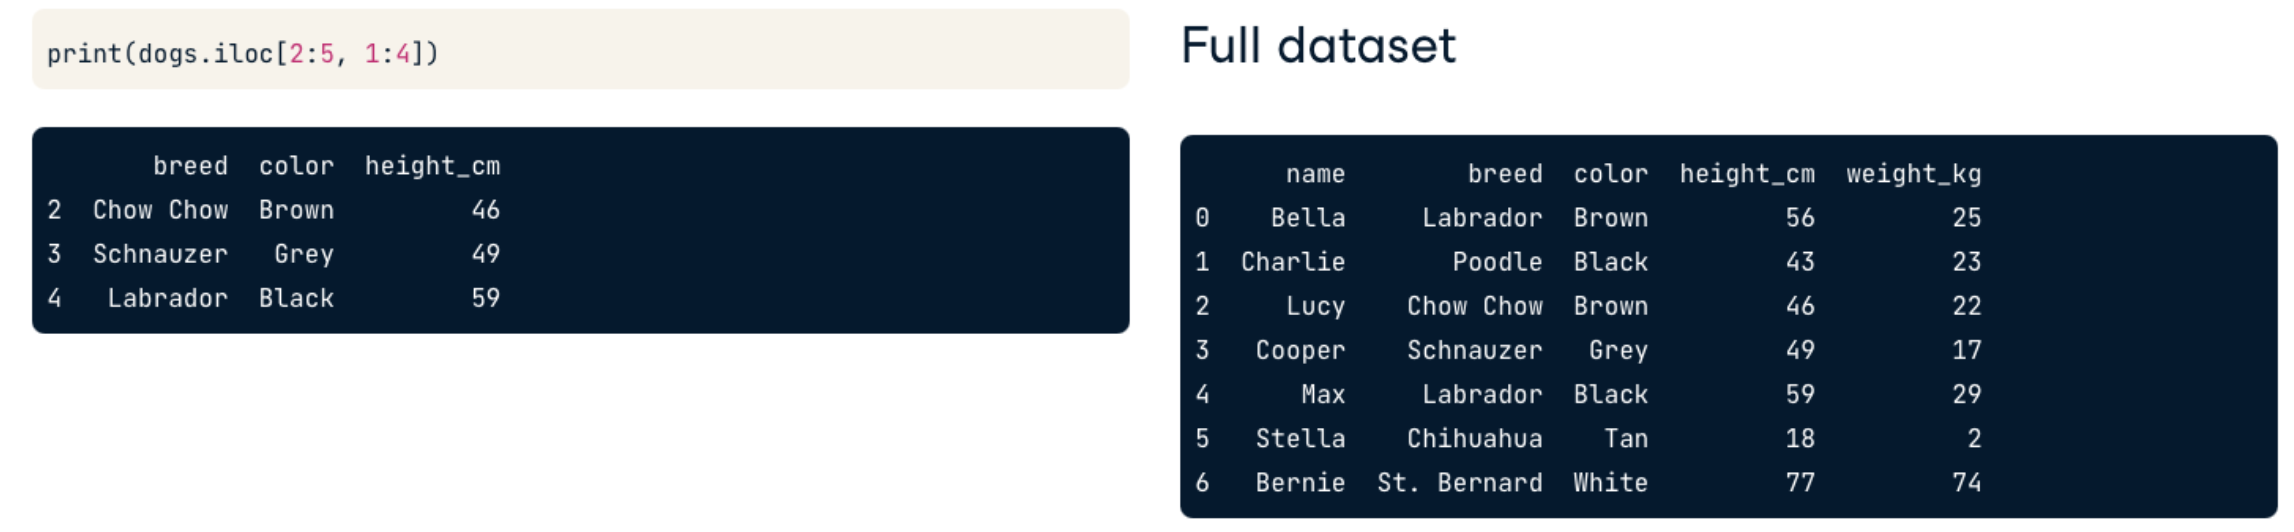 print(dogs.iloc[2:5, 1:4])
       breed  color  height_cm
2  Chow Chow  Brown         46
3  Schnauzer   Grey         49
4   Labrador  Black         59
Full dataset
      name        breed  color  height_cm  weight_kg
0    Bella     Labrador  Brown         56         25
1  Charlie       Poodle  Black         43         23
2     Lucy    Chow Chow  Brown         46         22
3   Cooper    Schnauzer   Grey         49         17
4      Max     Labrador  Black         59         29
5   Stella    Chihuahua    Tan         18          2
6   Bernie  St. Bernard  White         77         74